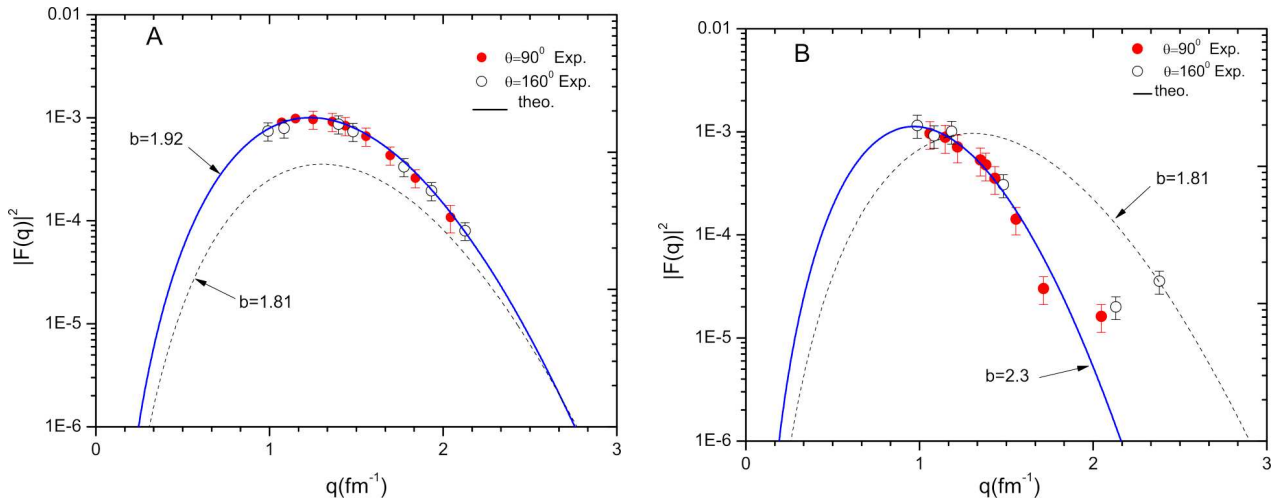 A
0.01
1E-3
1E-4
1E-5
1E-6
|F(q)|²
0
1
2
3
q(fm⁻¹)
θ=90⁰ Exp.
θ=160⁰ Exp.
theo.
b=1.92
b=1.81
B
0.01
1E-3
1E-4
1E-5
1E-6
|F(q)|²
0
1
2
3
q(fm⁻¹)
θ=90⁰ Exp.
θ=160⁰ Exp.
theo.
b=1.81
b=2.3